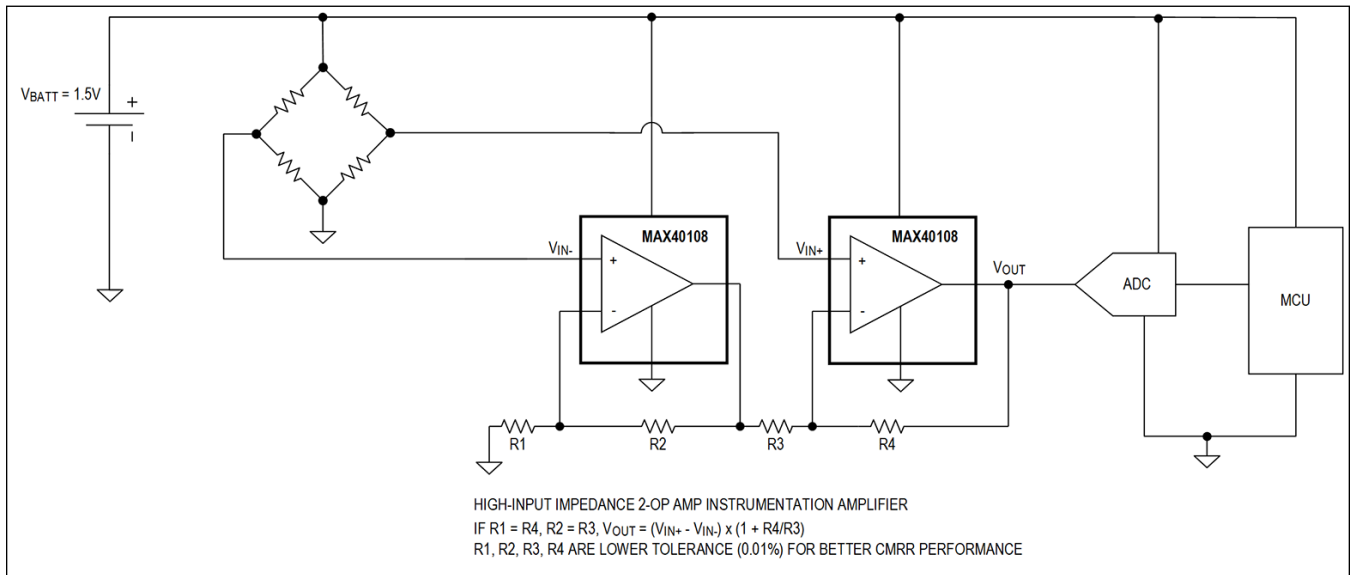 VBATT = 1.5V
+
MAX40108
MAX40108
VIN-
+
-
VIN+
+
-
VOUT
ADC
MCU
R1
R2
R3
R4
HIGH-INPUT IMPEDANCE 2-OP AMP INSTRUMENTATION AMPLIFIER
IF R1 = R4, R2 = R3, VOUT = (VIN+ - VIN-) x (1 + R4/R3)
R1, R2, R3, R4 ARE LOWER TOLERANCE (0.01%) FOR BETTER CMRR PERFORMANCE